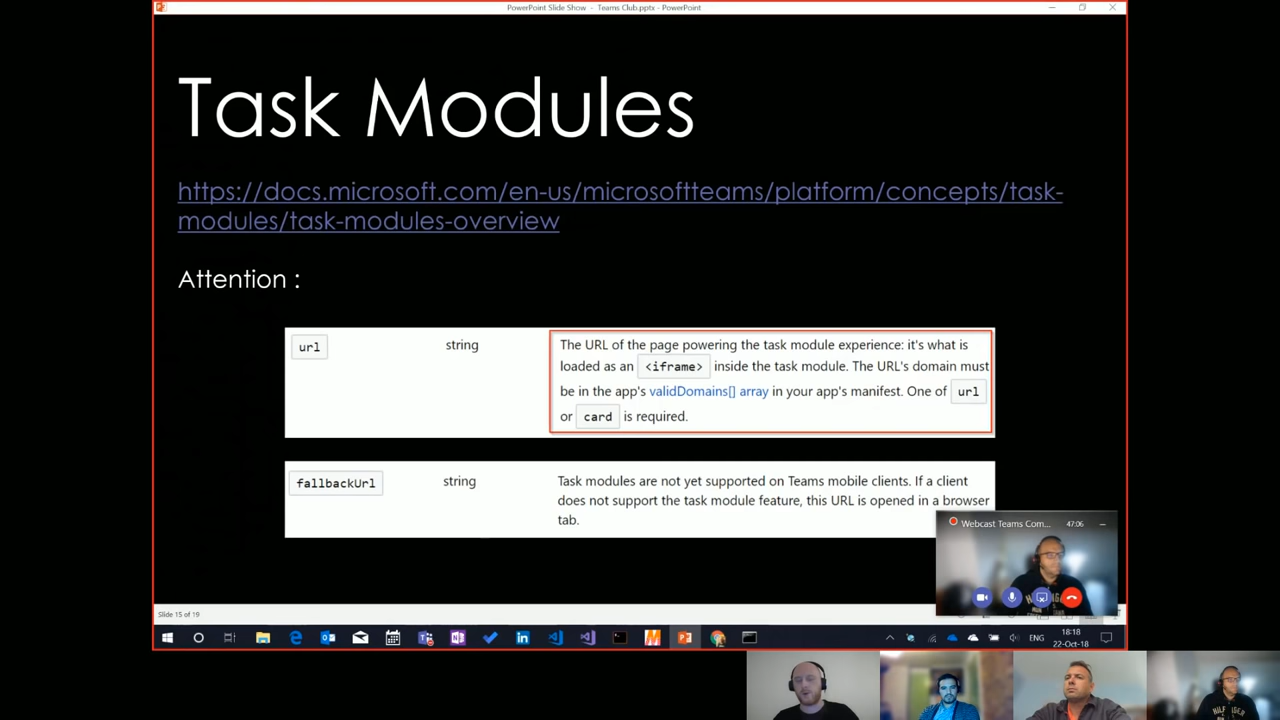 PowerPoint Slide Show - Teams Club.pptx - PowerPoint
Task Modules
https://docs.microsoft.com/en-us/microsoftteams/platform/concepts/task-
modules/task-modules-overview
Attention :
url string The URL of the page powering the task module experience: it's what is
loaded as an <iframe> inside the task module. The URL's domain must
be in the app's validDomains[] array in your app's manifest. One of url
or card is required.
fallbackUrl string Task modules are not yet supported on Teams mobile clients. If a client
does not support the task module feature, this URL is opened in a browser
tab.
Webcast Teams Com... 47:06
Slide 15 of 19
ENG
18:18
22-Oct-18